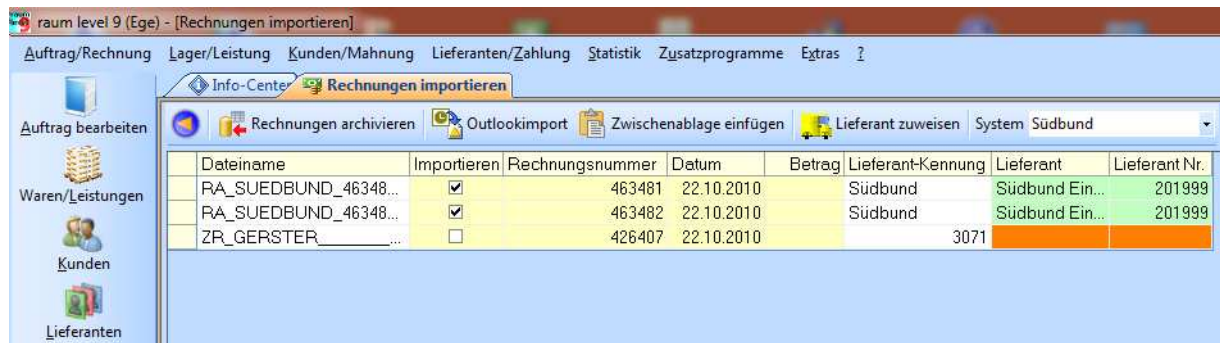 raum level 9 (Ege) - [Rechnungen importieren]
Auftrag/Rechnung Lager/Leistung Kunden/Mahnung Lieferanten/Zahlung Statistik Zusatzprogramme Extras ?
Info-Center Rechnungen importieren
Auftrag bearbeiten
Rechnungen archivieren Outlookimport Zwischenablage einfügen Lieferant zuweisen System Südbund
Dateiname Importieren Rechnungsnummer Datum Betrag Lieferant-Kennung Lieferant Lieferant Nr.
RA_SUEDBUND_46348... 463481 22.10.2010 Südbund Südbund Ein... 201999
RA_SUEDBUND_46348... 463482 22.10.2010 Südbund Südbund Ein... 201999
ZR_GERSTER________... 426407 22.10.2010 3071
Waren/Leistungen
Kunden
Lieferanten